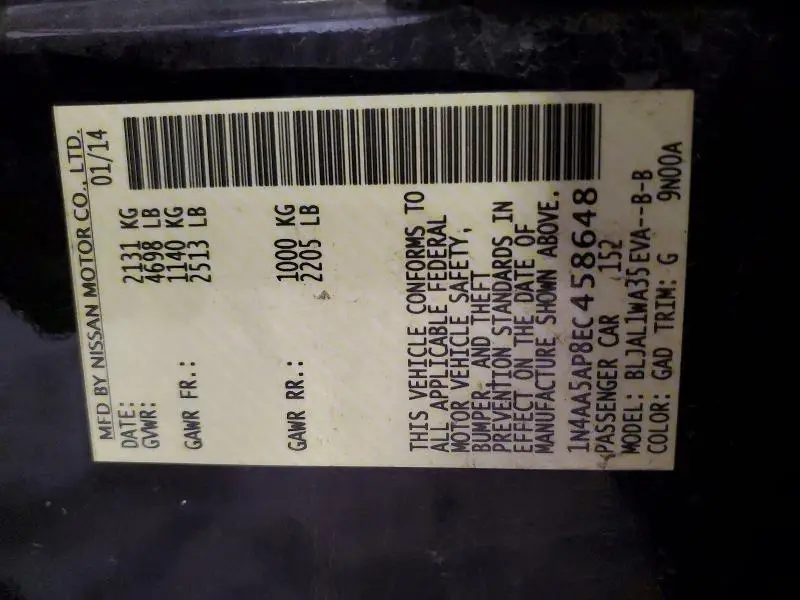 MFD BY NISSAN MOTOR CO., LTD.
DATE: 01/14
GVWR: 2131 KG
4698 LB
GAWR FR.: 1140 KG
2513 LB
GAWR RR.: 1000 KG
2205 LB
THIS VEHICLE CONFORMS TO
ALL APPLICABLE FEDERAL
MOTOR VEHICLE SAFETY,
BUMPER, AND THEFT
PREVENTION STANDARDS IN
EFFECT ON THE DATE OF
MANUFACTURE SHOWN ABOVE.
1N4AA5AP8EC458648
PASSENGER CAR 152
MODEL: BLJAL1WA35EVA--B-B
COLOR: GAD TRIM: G 9N00A